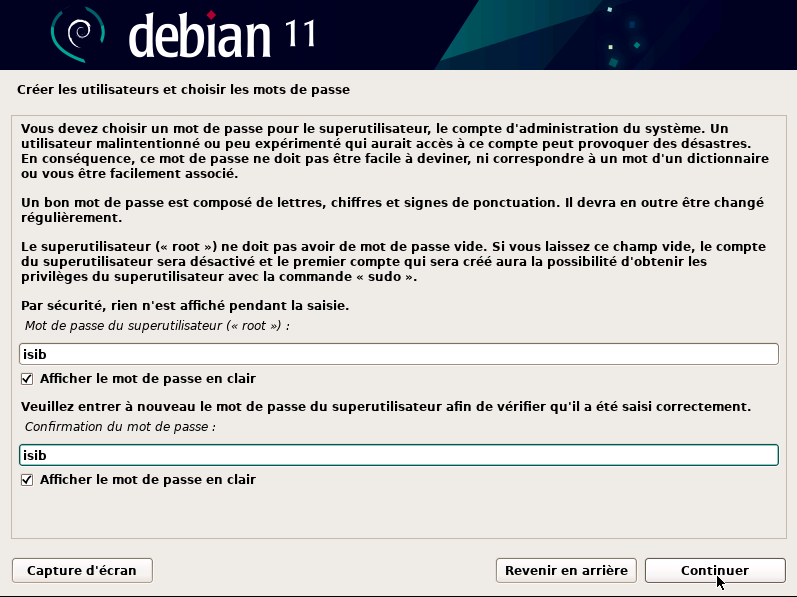 debian 11
Créer les utilisateurs et choisir les mots de passe
Vous devez choisir un mot de passe pour le superutilisateur, le compte d'administration du système. Un
utilisateur malintentionné ou peu expérimenté qui aurait accès à ce compte peut provoquer des désastres.
En conséquence, ce mot de passe ne doit pas être facile à deviner, ni correspondre à un mot d'un dictionnaire
ou vous être facilement associé.
Un bon mot de passe est composé de lettres, chiffres et signes de ponctuation. Il devra en outre être changé
régulièrement.
Le superutilisateur (« root ») ne doit pas avoir de mot de passe vide. Si vous laissez ce champ vide, le compte
du superutilisateur sera désactivé et le premier compte qui sera créé aura la possibilité d'obtenir les
privilèges du superutilisateur avec la commande « sudo ».
Par sécurité, rien n'est affiché pendant la saisie.
Mot de passe du superutilisateur (« root ») :
isib
Afficher le mot de passe en clair
Veuillez entrer à nouveau le mot de passe du superutilisateur afin de vérifier qu'il a été saisi correctement.
Confirmation du mot de passe :
isib
Afficher le mot de passe en clair
Capture d'écran
Revenir en arrière
Continuer